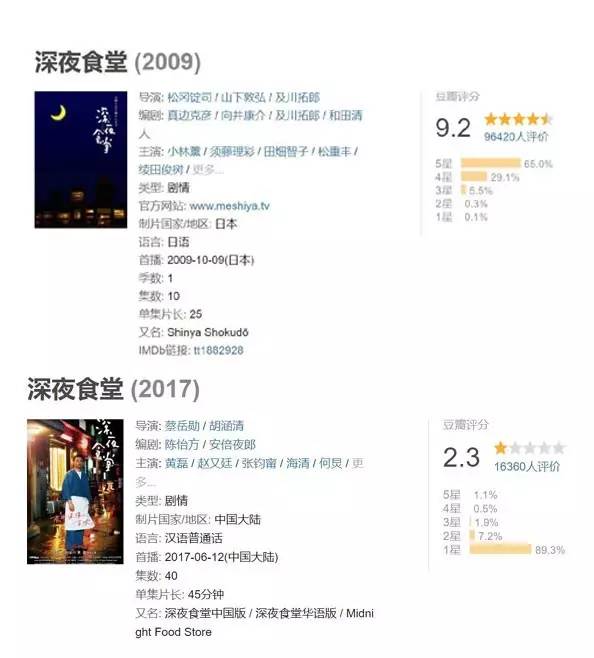 深夜食堂 (2009)
深夜食堂
导演: 松冈锭司 / 山下敦弘 / 及川拓郎
编剧: 真边克彦 / 向井康介 / 及川拓郎 / 和田清
人
主演: 小林薰 / 须藤理彩 / 田畑智子 / 松重丰 /
绫田俊树 / 更多...
类型: 剧情
官方网站: www.meshiya.tv
制片国家/地区: 日本
语言: 日语
首播: 2009-10-09(日本)
季数: 1
集数: 10
单集片长: 25
又名: Shinya Shokudô
IMDb链接: tt1882928
豆瓣评分
9.2
96420人评价
5星 65.0%
4星 29.1%
3星 5.5%
2星 0.3%
1星 0.1%
深夜食堂 (2017)
深夜食堂
导演: 蔡岳勋 / 胡涵清
编剧: 陈怡方 / 安倍夜郎
主演: 黄磊 / 赵又廷 / 张钧甯 / 海清 / 何炅 / 更
多...
类型: 剧情
制片国家/地区: 中国大陆
语言: 汉语普通话
首播: 2017-06-12(中国大陆)
集数: 40
单集片长: 45分钟
又名: 深夜食堂中国版 / 深夜食堂华语版 / Midni
ght Food Store
豆瓣评分
2.3
16360人评价
5星 1.1%
4星 0.5%
3星 1.9%
2星 7.2%
1星 89.3%